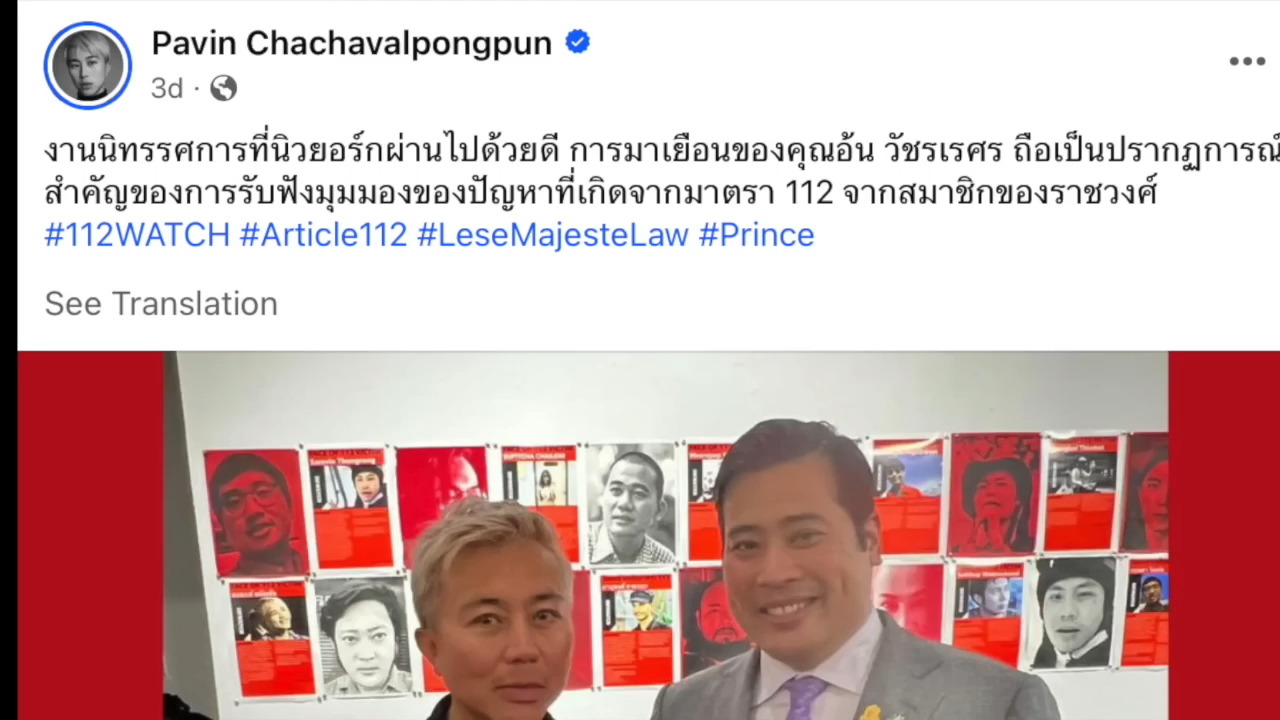 Pavin Chachavalpongpun
3d ·
งานนิทรรศการที่นิวยอร์กผ่านไปด้วยดี การมาเยือนของคุณอ้น วัชรเรศร ถือเป็นปรากฏการณ์
สำคัญของการรับฟังมุมมองของปัญหาที่เกิดจากมาตรา 112 จากสมาชิกของราชวงศ์
#112WATCH #Article112 #LeseMajesteLaw #Prince
See Translation